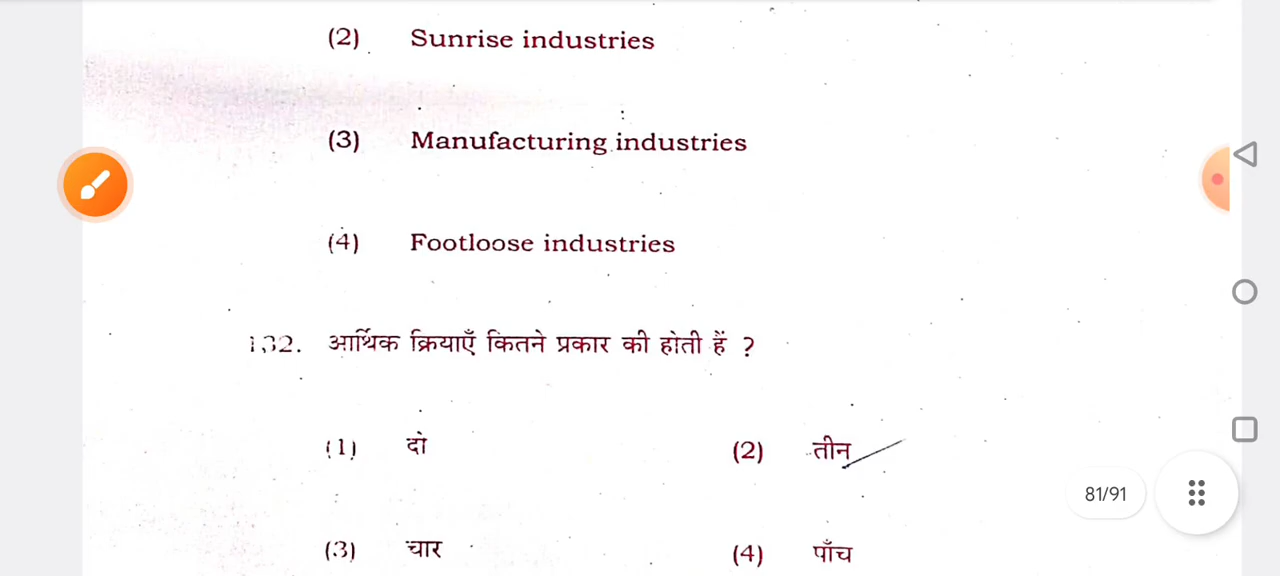 (2) Sunrise industries
(3) Manufacturing industries
(4) Footloose industries
132. आर्थिक क्रियाएँ कितने प्रकार की होती हैं ?
(1) दो (2) तीन
81/91
(3) चार (4) पाँच